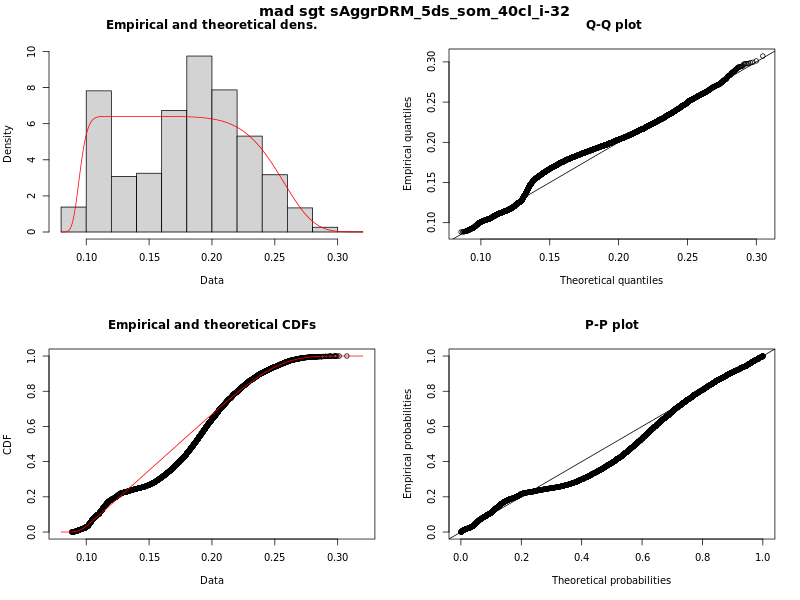 mad sgt sAggrDRM_5ds_som_40cl_i-32
Empirical and theoretical dens.
Density
0 2 4 6 8 10
0.10 0.15 0.20 0.25 0.30
Data
Q-Q plot
Empirical quantiles
0.10 0.15 0.20 0.25 0.30
0.10 0.15 0.20 0.25 0.30
Theoretical quantiles
Empirical and theoretical CDFs
CDF
0.0 0.2 0.4 0.6 0.8 1.0
0.10 0.15 0.20 0.25 0.30
Data
P-P plot
Empirical probabilities
0.0 0.2 0.4 0.6 0.8 1.0
0.0 0.2 0.4 0.6 0.8 1.0
Theoretical probabilities